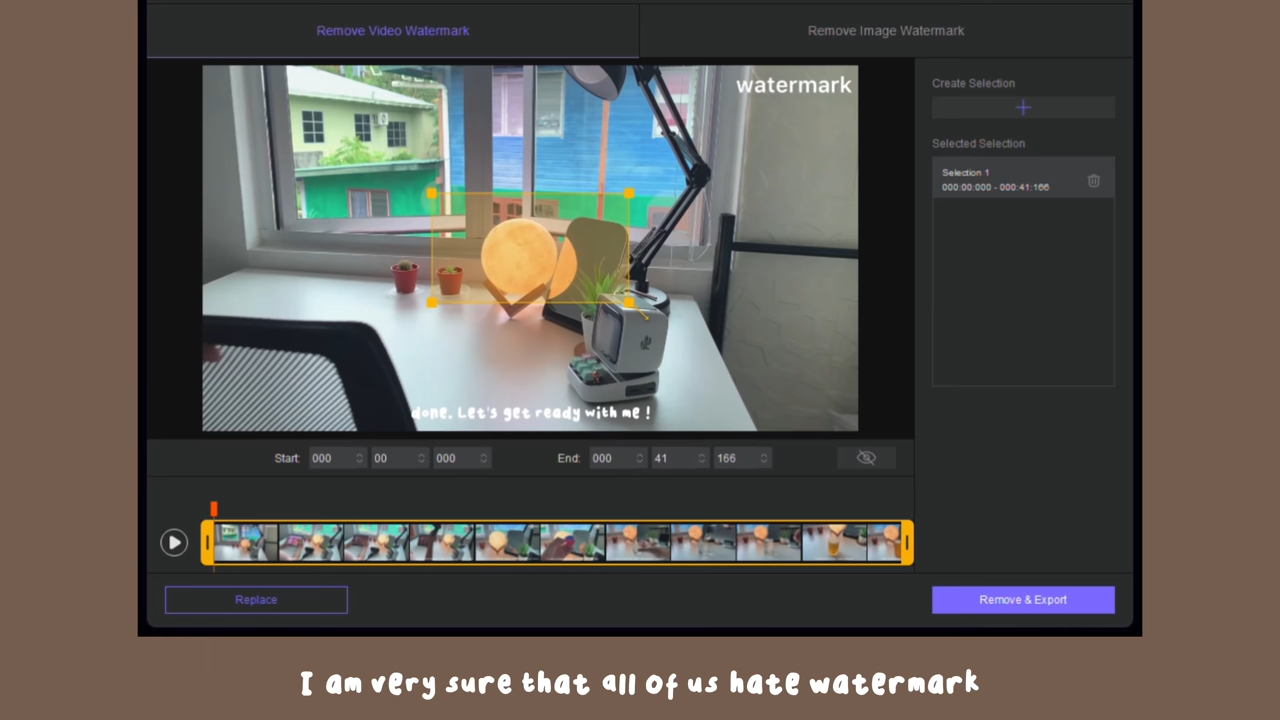 Remove Video Watermark
Remove Image Watermark
watermark
Create Selection
Selected Selection
Selection 1
000:00:000 - 000:41:166
done. Let's get ready with me !
Start: 000 00 000 End: 000 41 166
Replace
Remove & Export
I am very sure that all of us hate watermark